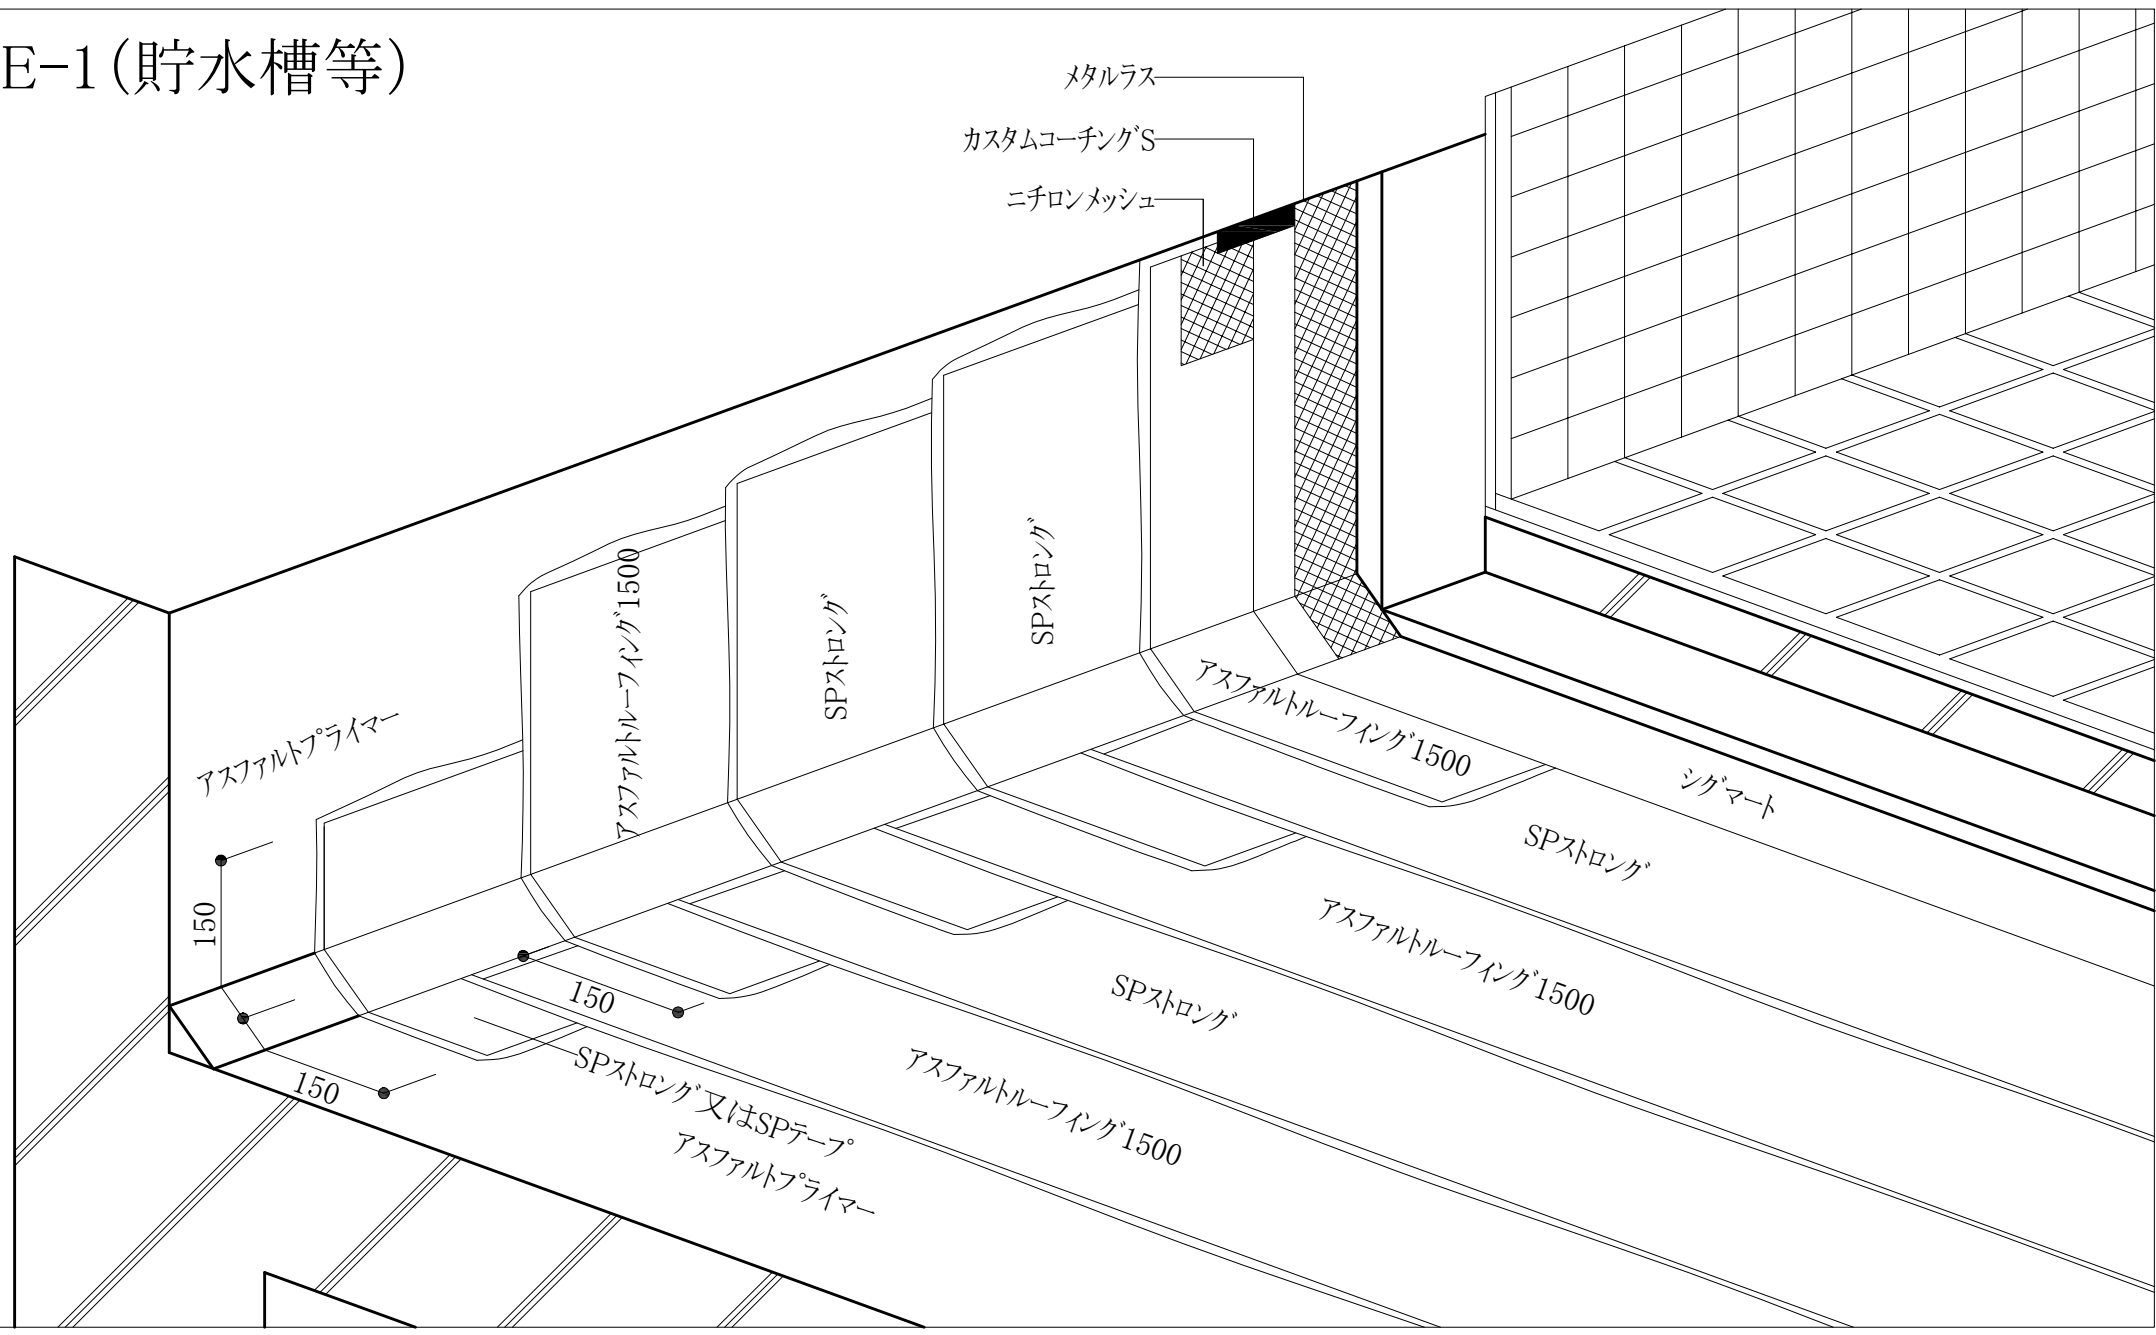 E-1(貯水槽等)
メタルラス
カスタムコーチングS
ニチロンメッシュ
アスファルトプライマー
アスファルトルーフィング1500
SPストロング
SPストロング
アスファルトルーフィング1500
シグマート
SPストロング
アスファルトルーフィング1500
SPストロング
アスファルトルーフィング1500
SPストロング又はSPテープ
アスファルトプライマー
150
150
150